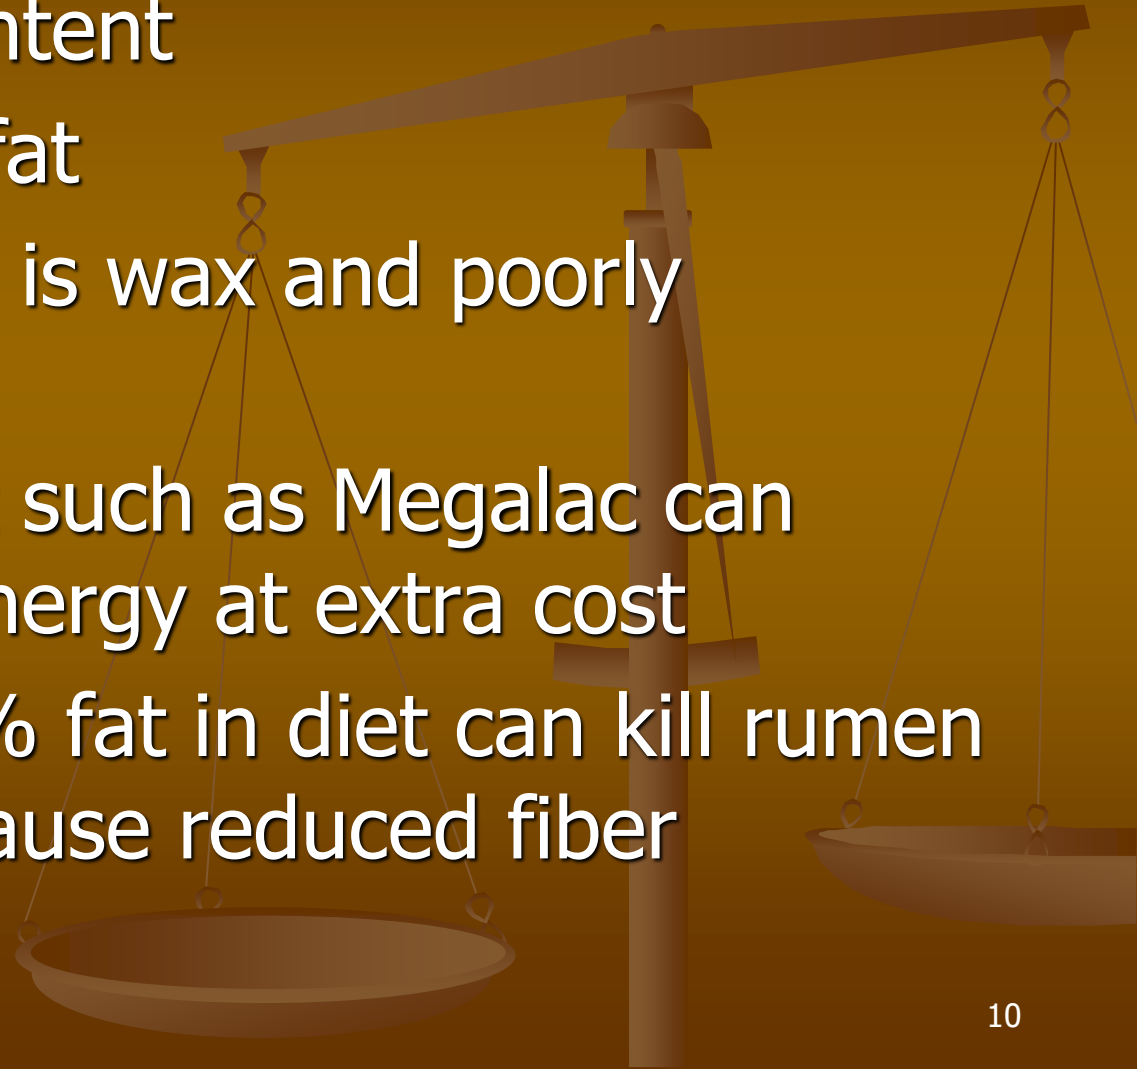 ntent
fat
is wax and poorly
such as Megalac can
nergy at extra cost
% fat in diet can kill rumen
ause reduced fiber
10